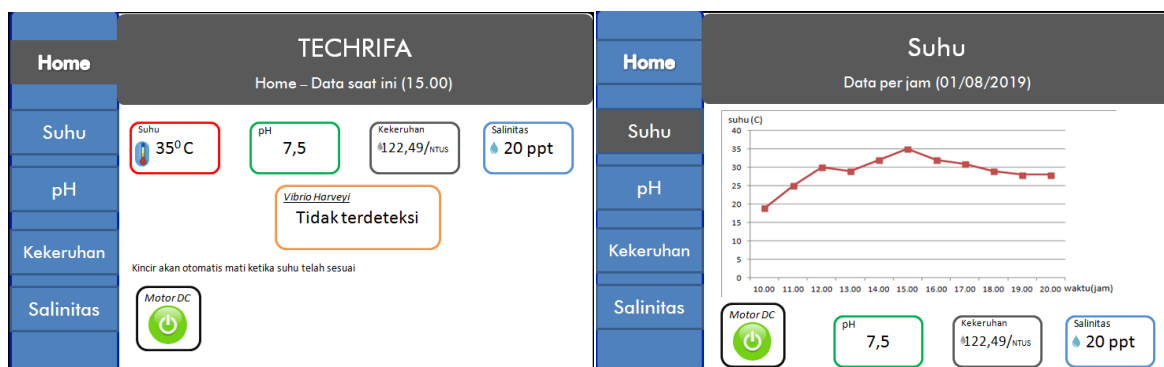 Home
Suhu
pH
Kekeruhan
Salinitas
TECHRIFA
Home – Data saat ini (15.00)
Suhu
35⁰ C
pH
7,5
Kekeruhan
122,49/NTUS
Salinitas
20 ppt
Vibrio Harveyi
Tidak terdeteksi
Kincir akan otomatis mati ketika suhu telah sesuai
Motor DC
Home
Suhu
pH
Kekeruhan
Salinitas
Suhu
Data per jam (01/08/2019)
suhu (C)
40
35
30
25
20
15
10
5
0
10.00 11.00 12.00 13.00 14.00 15.00 16.00 17.00 18.00 19.00 20.00 waktu(jam)
Motor DC
pH
7,5
Kekeruhan
122,49/NTUS
Salinitas
20 ppt